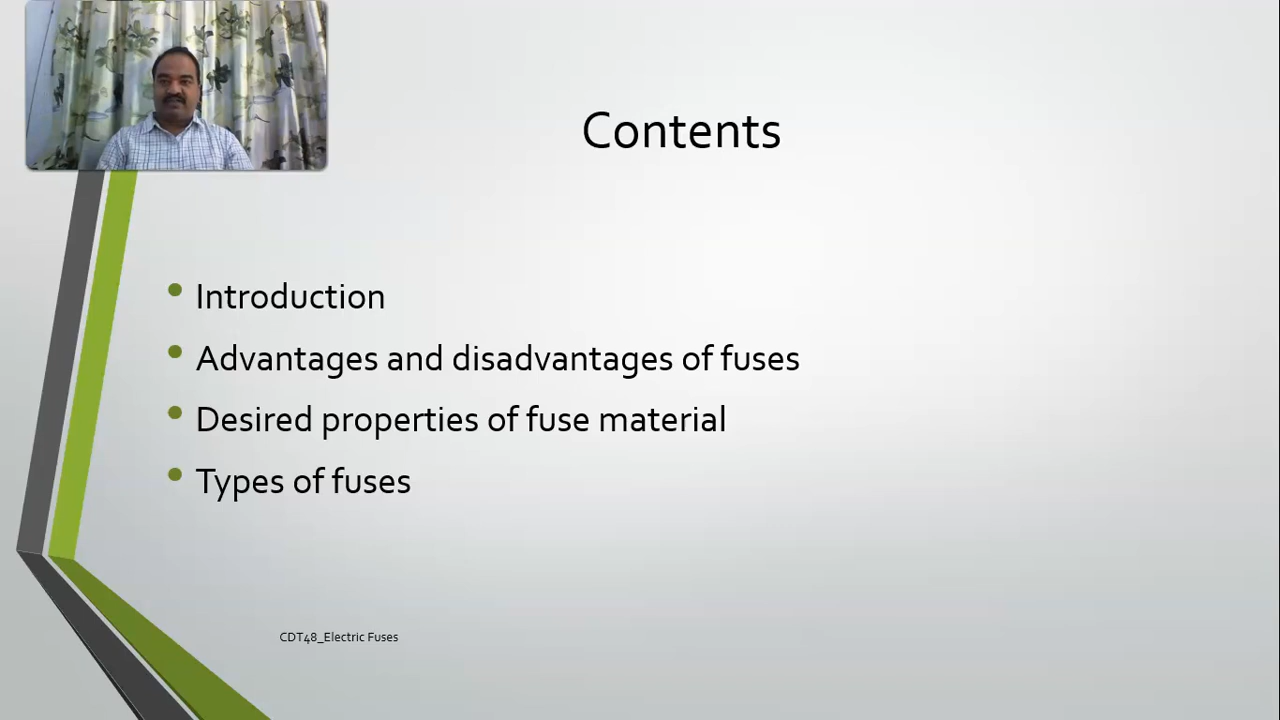 Contents
Introduction
Advantages and disadvantages of fuses
Desired properties of fuse material
Types of fuses
CDT48_Electric Fuses